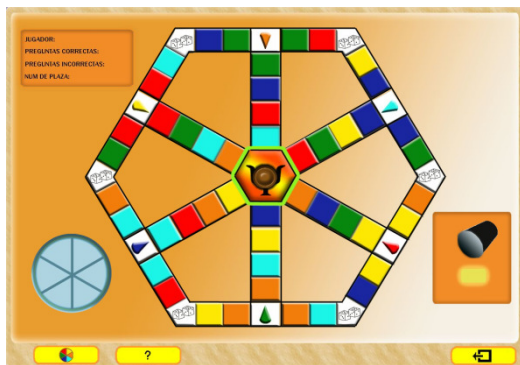 JUGADOR:
PREGUNTAS CORRECTAS:
PREGUNTAS INCORRECTAS:
NUM DE PLAZA:
?